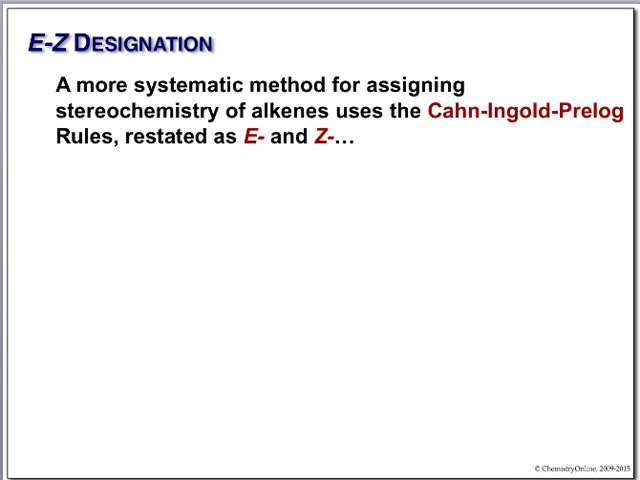 E-Z DESIGNATION
A more systematic method for assigning
stereochemistry of alkenes uses the Cahn-Ingold-Prelog
Rules, restated as E- and Z-…
© ChemistryOnline, 2009-2015